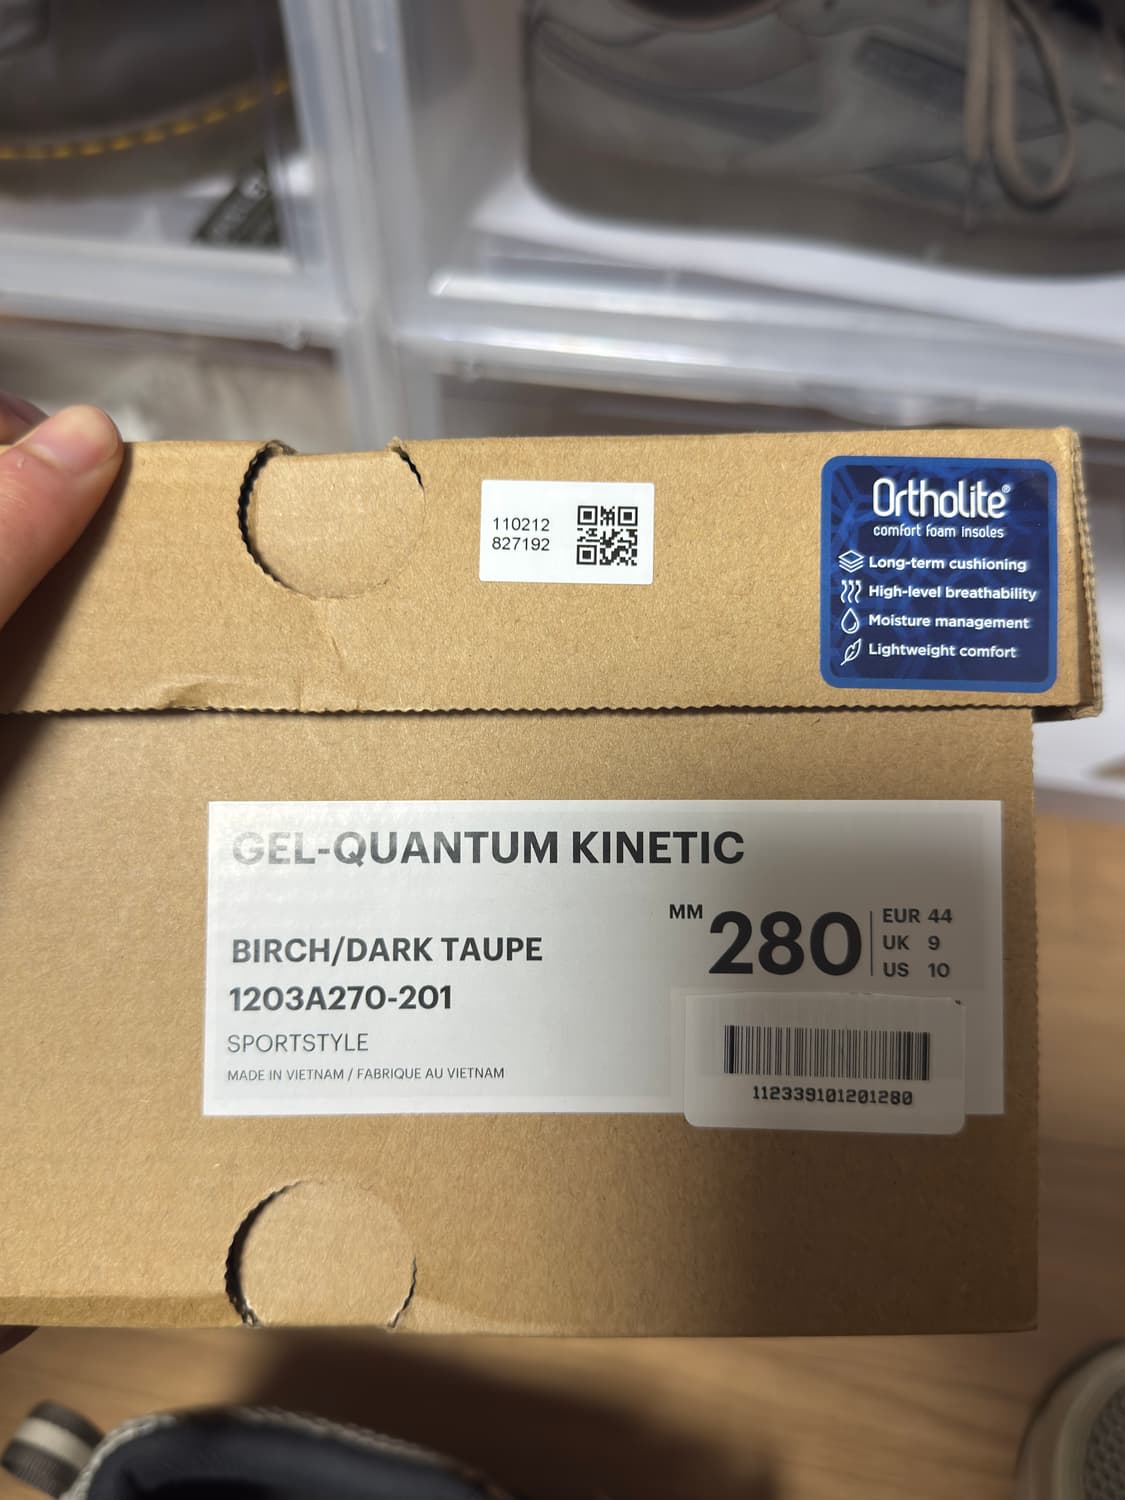 110212
827192
Ortholite®
comfort foam insoles
Long-term cushioning
High-level breathability
Moisture management
Lightweight comfort
GEL-QUANTUM KINETIC
MM 280
EUR 44
UK 9
US 10
BIRCH/DARK TAUPE
1203A270-201
SPORTSTYLE
MADE IN VIETNAM / FABRIQUE AU VIETNAM
112339101201280